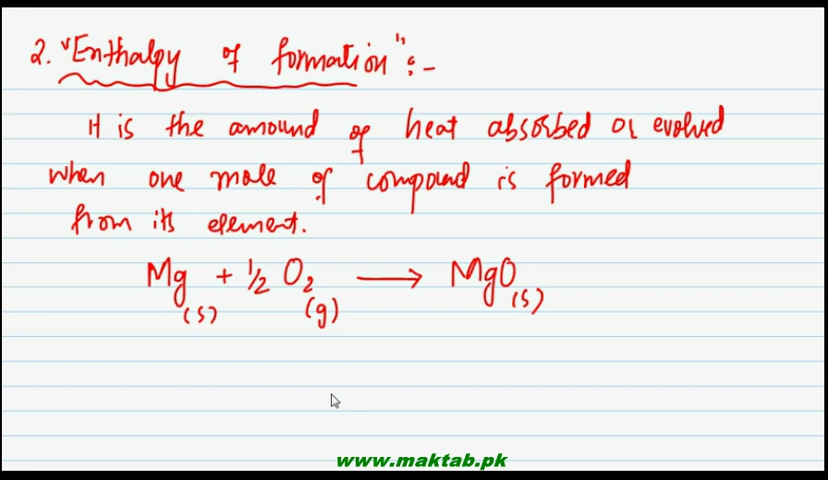 2. "Enthalpy of formation" :-
It is the amound of heat absorbed or evolved
when one mole of compound is formed
from its element.
Mg(s) + 1/2 O2(g) → MgO(s)
www.maktab.pk